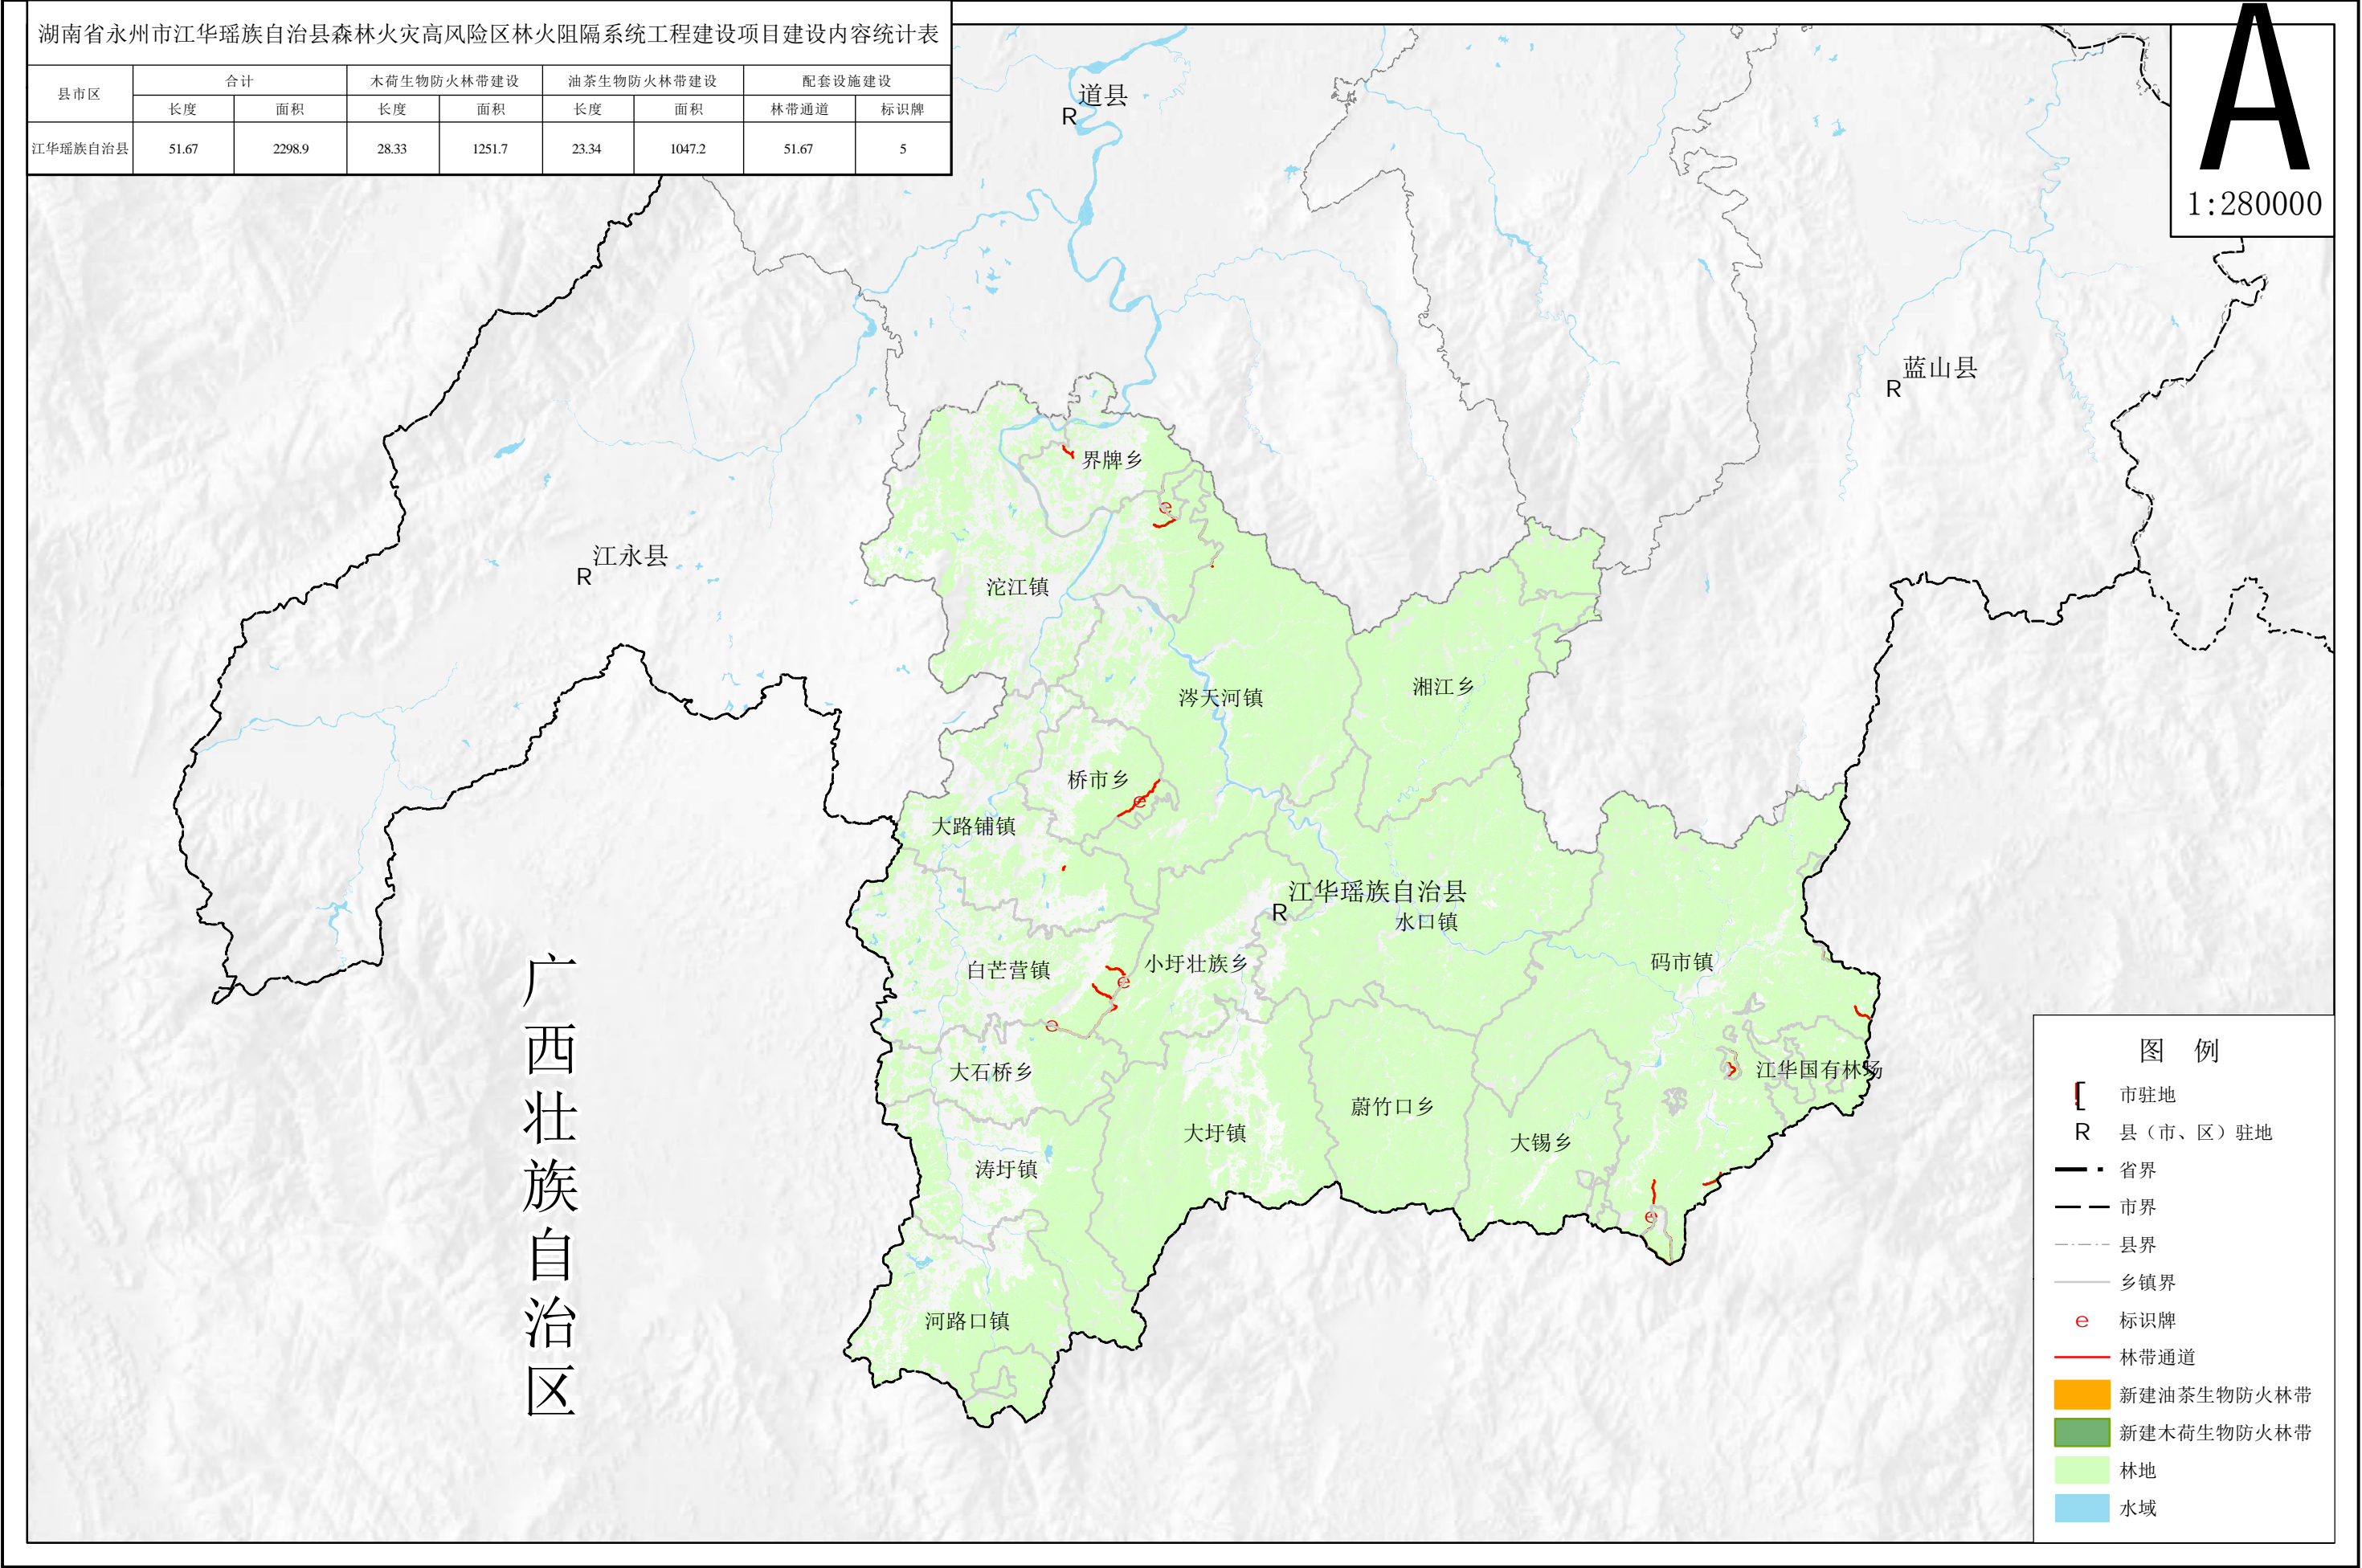 湖南省永州市江华瑶族自治县森林火灾高风险区林火阻隔系统工程建设项目建设内容统计表
县市区 合计 木荷生物防火林带建设 油茶生物防火林带建设 配套设施建设
长度 面积 长度 面积 长度 面积 林带通道 标识牌
江华瑶族自治县 51.67 2298.9 28.33 1251.7 23.34 1047.2 51.67 5
A
1:280000
道县
R
蓝山县
R
界牌乡
e
江永县
R
沱江镇
涔天河镇
湘江乡
桥市乡
e
大路铺镇
江华瑶族自治县
R
水口镇
白芒营镇
小圩壮族乡
码市镇
e
e
大石桥乡
江华国有林场
蔚竹口乡
大圩镇
大锡乡
涛圩镇
e
河路口镇
广西壮族自治区
图 例
[ 市驻地
R 县（市、区）驻地
省界
市界
县界
乡镇界
e 标识牌
林带通道
新建油茶生物防火林带
新建木荷生物防火林带
林地
水域